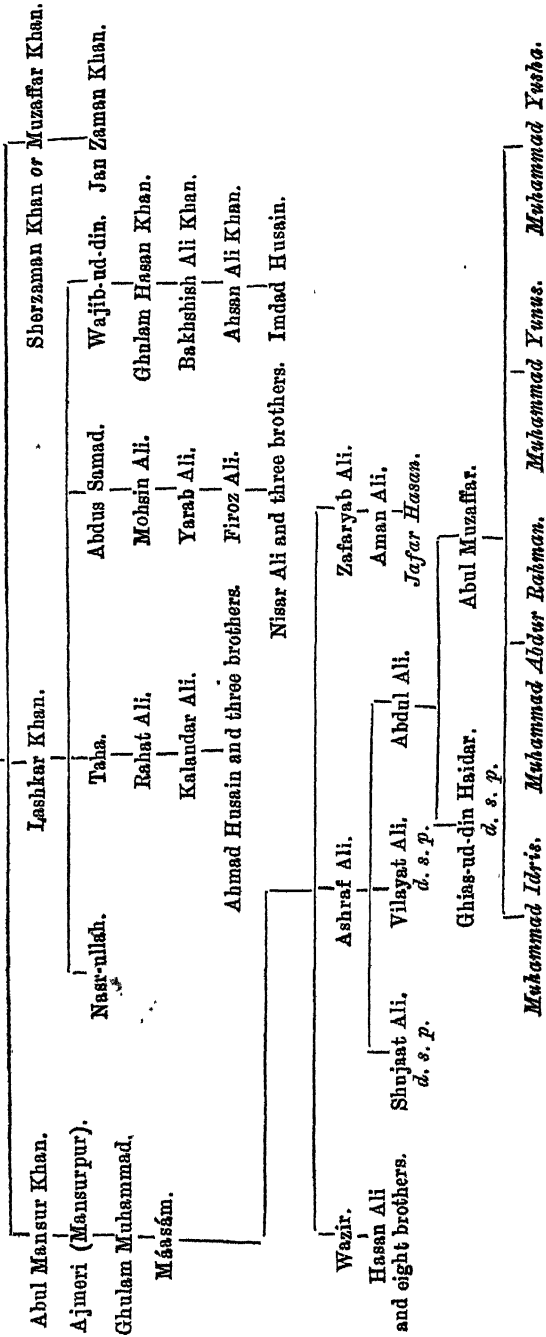 Abul Mansur Khan. Lashkar Khan. Sherzaman Khan or Muzaffar Khan.
Ajmeri (Mansurpur). Nasr-ullah. Taha. Abdus Samad. Wajib-ud-din. Jan Zaman Khan.
Ghulam Muhammad. Rahat Ali. Mohsin Ali. Ghulam Hasan Khan.
Máasám. Kalandar Ali. Yarab Ali. Bakhshish Ali Khan.
Ahmad Husain and three brothers. Firoz Ali. Ahsan Ali Khan.
Nisar Ali and three brothers. Imdad Husain.
Wazir. Ashraf Ali. Zafaryab Ali.
Hasan Ali
and eight brothers. Shujaat Ali. Vilayat Ali. Abdul Ali. Aman Ali.
d. s. p. d. s. p. Jafar Hasan.
Ghias-ud-din Haidar. Abul Muzaffar.
d. s. p.
Muhammad Idris. Muhammad Abdur Rahman. Muhammad Yunus. Muhammad Yusha.